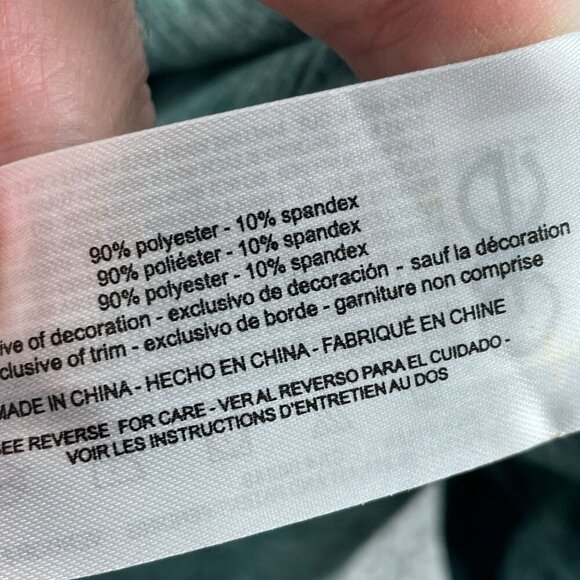 90% polyester - 10% spandex
90% poliéster - 10% spandex
90% polyester - 10% spandex
ive of decoration - exclusivo de decoración - sauf la décoration
clusive of trim - exclusivo de borde - garniture non comprise
MADE IN CHINA - HECHO EN CHINA - FABRIQUÉ EN CHINE
EE REVERSE FOR CARE - VER AL REVERSO PARA EL CUIDADO -
VOIR LES INSTRUCTIONS D'ENTRETIEN AU DOS